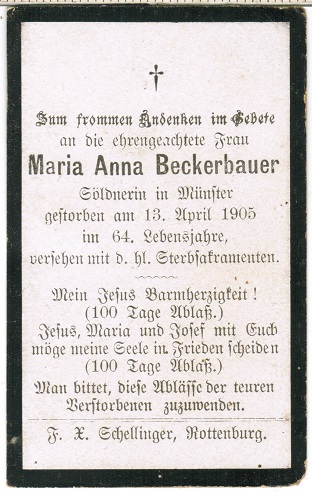 Zum frommen Andenken im Gebete
an die ehrengeachtete Frau
Maria Anna Beckerbauer
Söldnerin in Münster
gestorben am 13. April 1905
im 64. Lebensjahre,
versehen mit d. hl. Sterbsakramenten.
Mein Jesus Barmherzigkeit!
(100 Tage Ablaß.)
Jesus, Maria und Josef mit Euch
möge meine Seele in Frieden scheiden
(100 Tage Ablaß.)
Man bittet, diese Ablässe der teuren
Verstorbenen zuzuwenden.
F. X. Schellinger, Rottenburg.